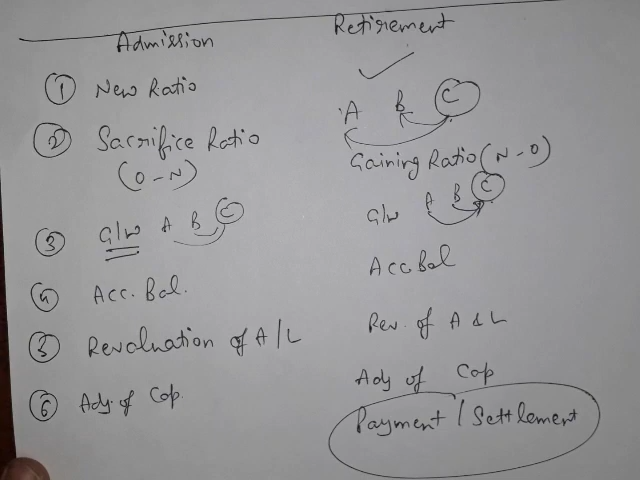 Admission Retirement
① New Ratio ✓
A B C
② Sacrifice Ratio
(O-N) Gaining Ratio (N-O)
③ G/w A B C G/w A B C
④ Acc. Bal. Acc Bal
⑤ Revaluation of A/L Rev. of A & L
⑥ Adj. of Cap. Adj of Cap
Payment / Settlement